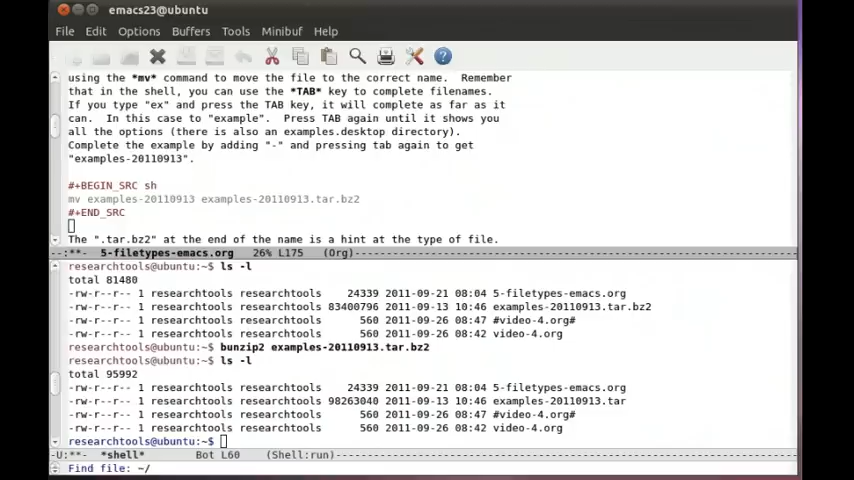 emacs23@ubuntu
File Edit Options Buffers Tools Minibuf Help
using the *mv* command to move the file to the correct name.  Remember
that in the shell, you can use the *TAB* key to complete filenames.
If you type "ex" and press the TAB key, it will complete as far as it
can.  In this case to "example".  Press TAB again until it shows you
all the options (there is also an examples.desktop directory).
Complete the example by adding "-" and pressing tab again to get
"examples-20110913".
#+BEGIN_SRC sh
mv examples-20110913 examples-20110913.tar.bz2
#+END_SRC
The ".tar.bz2" at the end of the name is a hint at the type of file.
--:**-  5-filetypes-emacs.org   26% L175   (Org)
researchtools@ubuntu:~$ ls -l
total 81480
-rw-r--r-- 1 researchtools researchtools    24339 2011-09-21 08:04 5-filetypes-emacs.org
-rw-r--r-- 1 researchtools researchtools 83400796 2011-09-13 10:46 examples-20110913.tar.bz2
-rw-r--r-- 1 researchtools researchtools      560 2011-09-26 08:47 #video-4.org#
-rw-r--r-- 1 researchtools researchtools      560 2011-09-26 08:42 video-4.org
researchtools@ubuntu:~$ bunzip2 examples-20110913.tar.bz2
researchtools@ubuntu:~$ ls -l
total 95992
-rw-r--r-- 1 researchtools researchtools    24339 2011-09-21 08:04 5-filetypes-emacs.org
-rw-r--r-- 1 researchtools researchtools 98263040 2011-09-13 10:46 examples-20110913.tar
-rw-r--r-- 1 researchtools researchtools      560 2011-09-26 08:47 #video-4.org#
-rw-r--r-- 1 researchtools researchtools      560 2011-09-26 08:42 video-4.org
researchtools@ubuntu:~$
-U:**-  *shell*        Bot L60    (Shell:run)
Find file: ~/